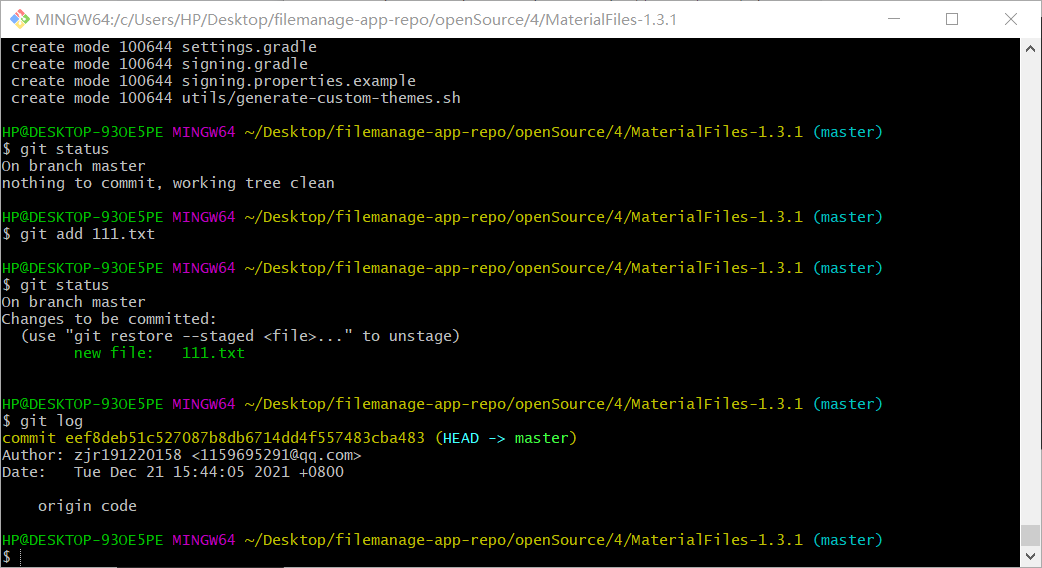 MINGW64:/c/Users/HP/Desktop/filemanage-app-repo/openSource/4/MaterialFiles-1.3.1
create mode 100644 settings.gradle
create mode 100644 signing.gradle
create mode 100644 signing.properties.example
create mode 100644 utils/generate-custom-themes.sh
HP@DESKTOP-93OE5PE MINGW64 ~/Desktop/filemanage-app-repo/openSource/4/MaterialFiles-1.3.1 (master)
$ git status
On branch master
nothing to commit, working tree clean
HP@DESKTOP-93OE5PE MINGW64 ~/Desktop/filemanage-app-repo/openSource/4/MaterialFiles-1.3.1 (master)
$ git add 111.txt
HP@DESKTOP-93OE5PE MINGW64 ~/Desktop/filemanage-app-repo/openSource/4/MaterialFiles-1.3.1 (master)
$ git status
On branch master
Changes to be committed:
  (use "git restore --staged <file>..." to unstage)
        new file:   111.txt
HP@DESKTOP-93OE5PE MINGW64 ~/Desktop/filemanage-app-repo/openSource/4/MaterialFiles-1.3.1 (master)
$ git log
commit eef8deb51c527087b8db6714dd4f557483cba483 (HEAD -> master)
Author: zjr191220158 <1159695291@qq.com>
Date:   Tue Dec 21 15:44:05 2021 +0800
    origin code
HP@DESKTOP-93OE5PE MINGW64 ~/Desktop/filemanage-app-repo/openSource/4/MaterialFiles-1.3.1 (master)
$